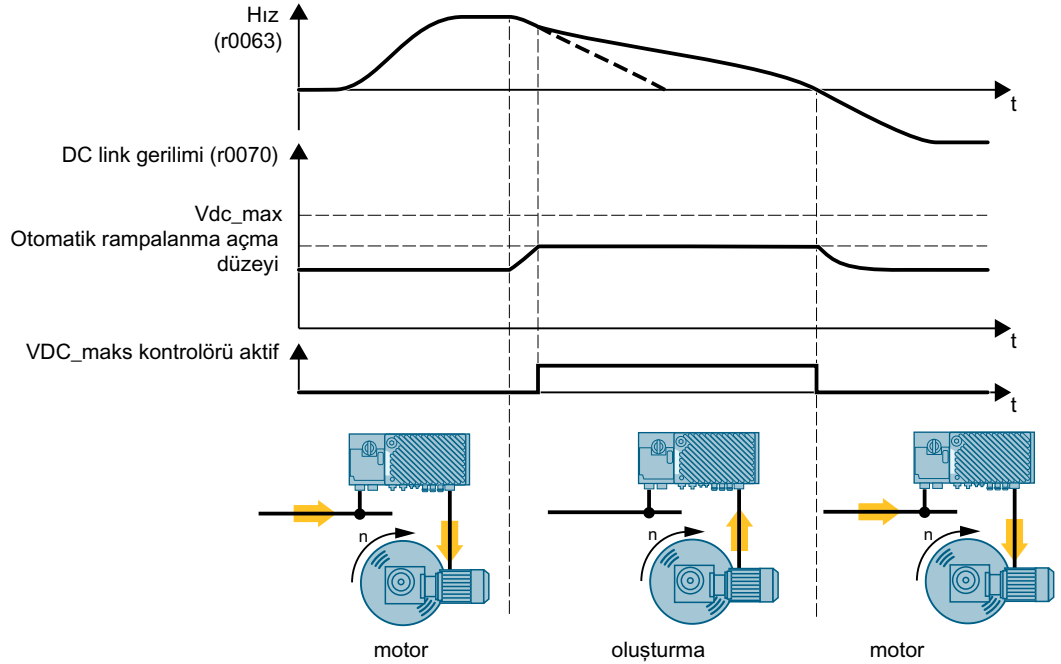 Hız
(r0063)
t
DC link gerilimi (r0070)
Vdc_max
Otomatik rampalanma açma
düzeyi
t
VDC_maks kontrolörü aktif
t
n
n
n
motor
oluşturma
motor